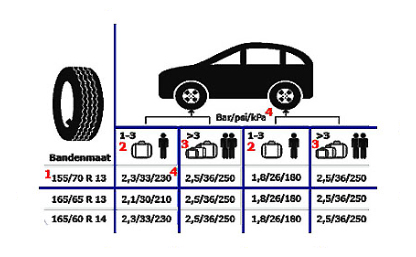 4
Bar/psi/kPa
1-3 >3 1-3 >3
2 3 2 3
Bandenmaat
1 155/70 R 13 2,3/33/230 4 2,5/36/250 1,8/26/180 2,5/36/250
165/65 R 13 2,1/30/210 2,5/36/250 1,8/26/180 2,5/36/250
165/60 R 14 2,3/33/230 2,5/36/250 1,8/26/180 2,5/36/250